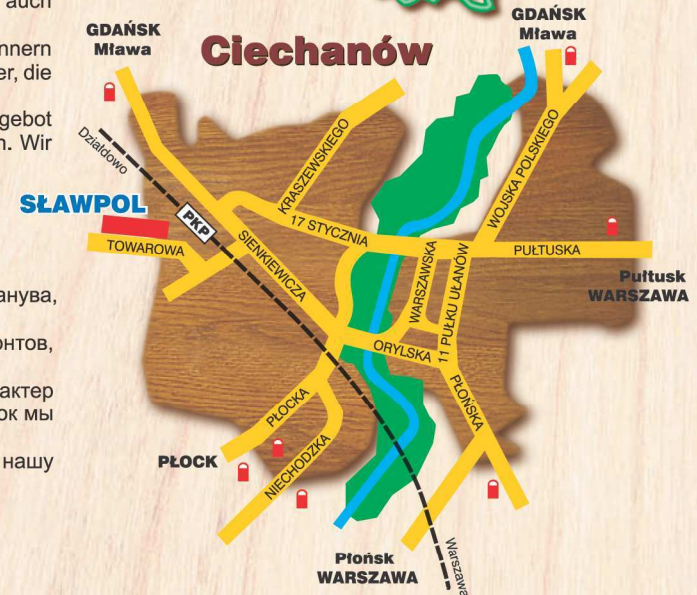 auch
GDAŃSK
Mława
GDAŃSK
Mława
Ciechanów
nnern
er, die
gebot
n. Wir
Działdowo
KRASZEWSKIEGO
WOJSKA POLSKIEGO
SŁAWPOL
PKP
17 STYCZNIA
TOWAROWA
SIENKIEWICZA
WARSZAWSKA
11 PUŁKU UŁANÓW
PUŁTUSKA
Pułtusk
WARSZAWA
анува,
онтов,
ORYLSKA
актер
ок мы
PŁOCKA
PŁOŃSKA
нашу
PŁOCK
NIECHODZKA
Płońsk
WARSZAWA
Warszawa